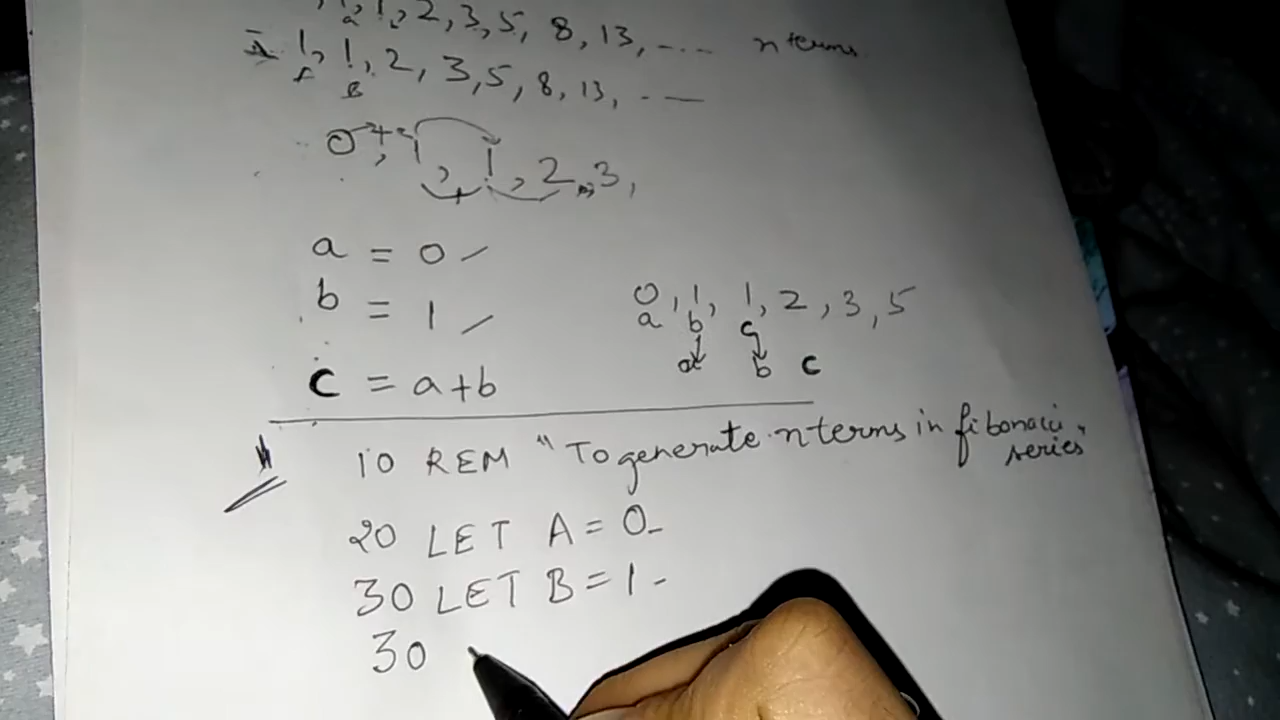 1, 1, 2, 3, 5, 8, 13, .... n terms
1, 1, 2, 3, 5, 8, 13, ....
A B
0 + 1, 1, 2, 3,
a = 0
b = 1
c = a+b
0, 1, 1, 2, 3, 5
a b c
a b c
10 REM "To generate n terms in fibonacci series"
20 LET A = 0
30 LET B = 1
30